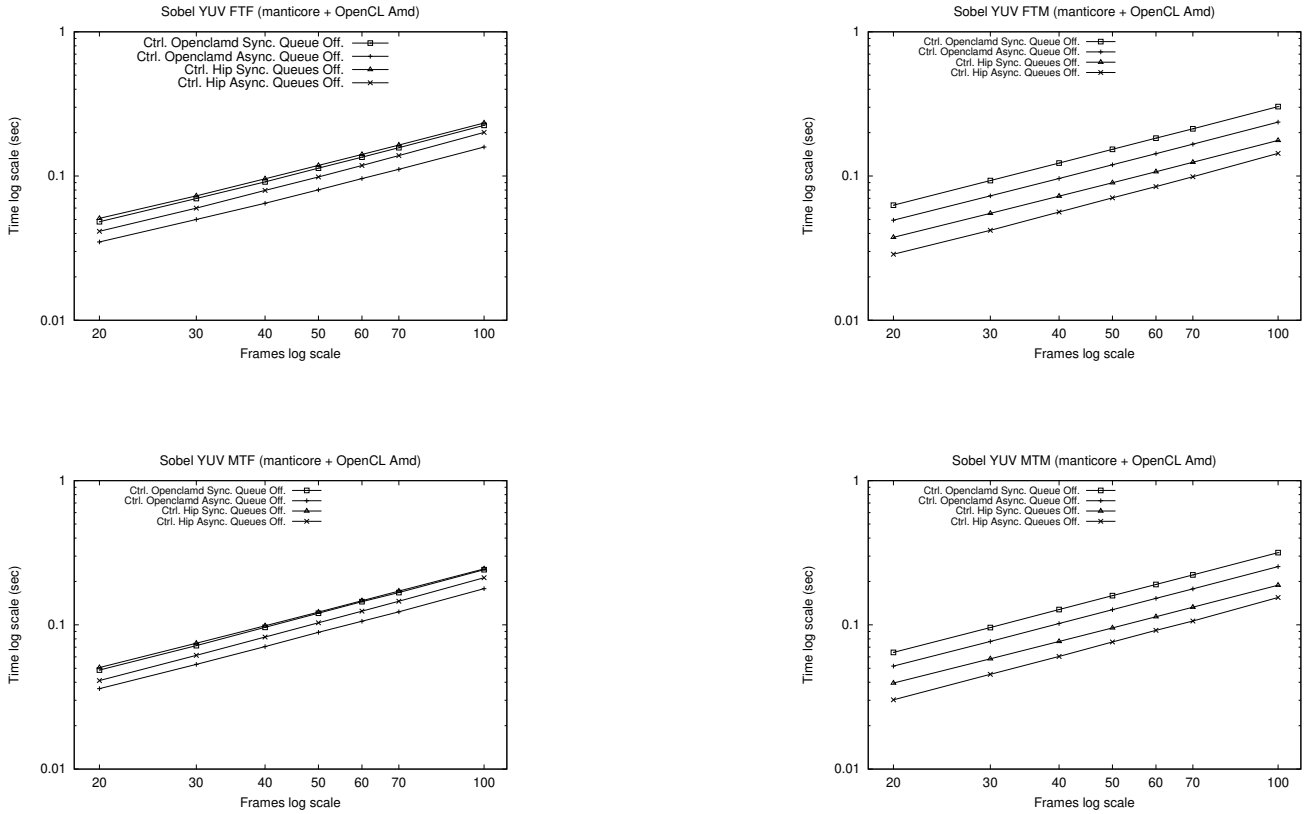 Sobel YUV FTF (manticore + OpenCL Amd)
1
Ctrl. Openclamd Sync. Queue Off.
Ctrl. Openclamd Async. Queue Off.
Ctrl. Hip Sync. Queues Off.
Ctrl. Hip Async. Queues Off.
Time log scale (sec)
0.1
0.01
20 30 40 50 60 70 100
Frames log scale
Sobel YUV FTM (manticore + OpenCL Amd)
1
Ctrl. Openclamd Sync. Queue Off.
Ctrl. Openclamd Async. Queue Off.
Ctrl. Hip Sync. Queues Off.
Ctrl. Hip Async. Queues Off.
Time log scale (sec)
0.1
0.01
20 30 40 50 60 70 100
Frames log scale
Sobel YUV MTF (manticore + OpenCL Amd)
1
Ctrl. Openclamd Sync. Queue Off.
Ctrl. Openclamd Async. Queue Off.
Ctrl. Hip Sync. Queues Off.
Ctrl. Hip Async. Queues Off.
Time log scale (sec)
0.1
0.01
20 30 40 50 60 70 100
Frames log scale
Sobel YUV MTM (manticore + OpenCL Amd)
1
Ctrl. Openclamd Sync. Queue Off.
Ctrl. Openclamd Async. Queue Off.
Ctrl. Hip Sync. Queues Off.
Ctrl. Hip Async. Queues Off.
Time log scale (sec)
0.1
0.01
20 30 40 50 60 70 100
Frames log scale